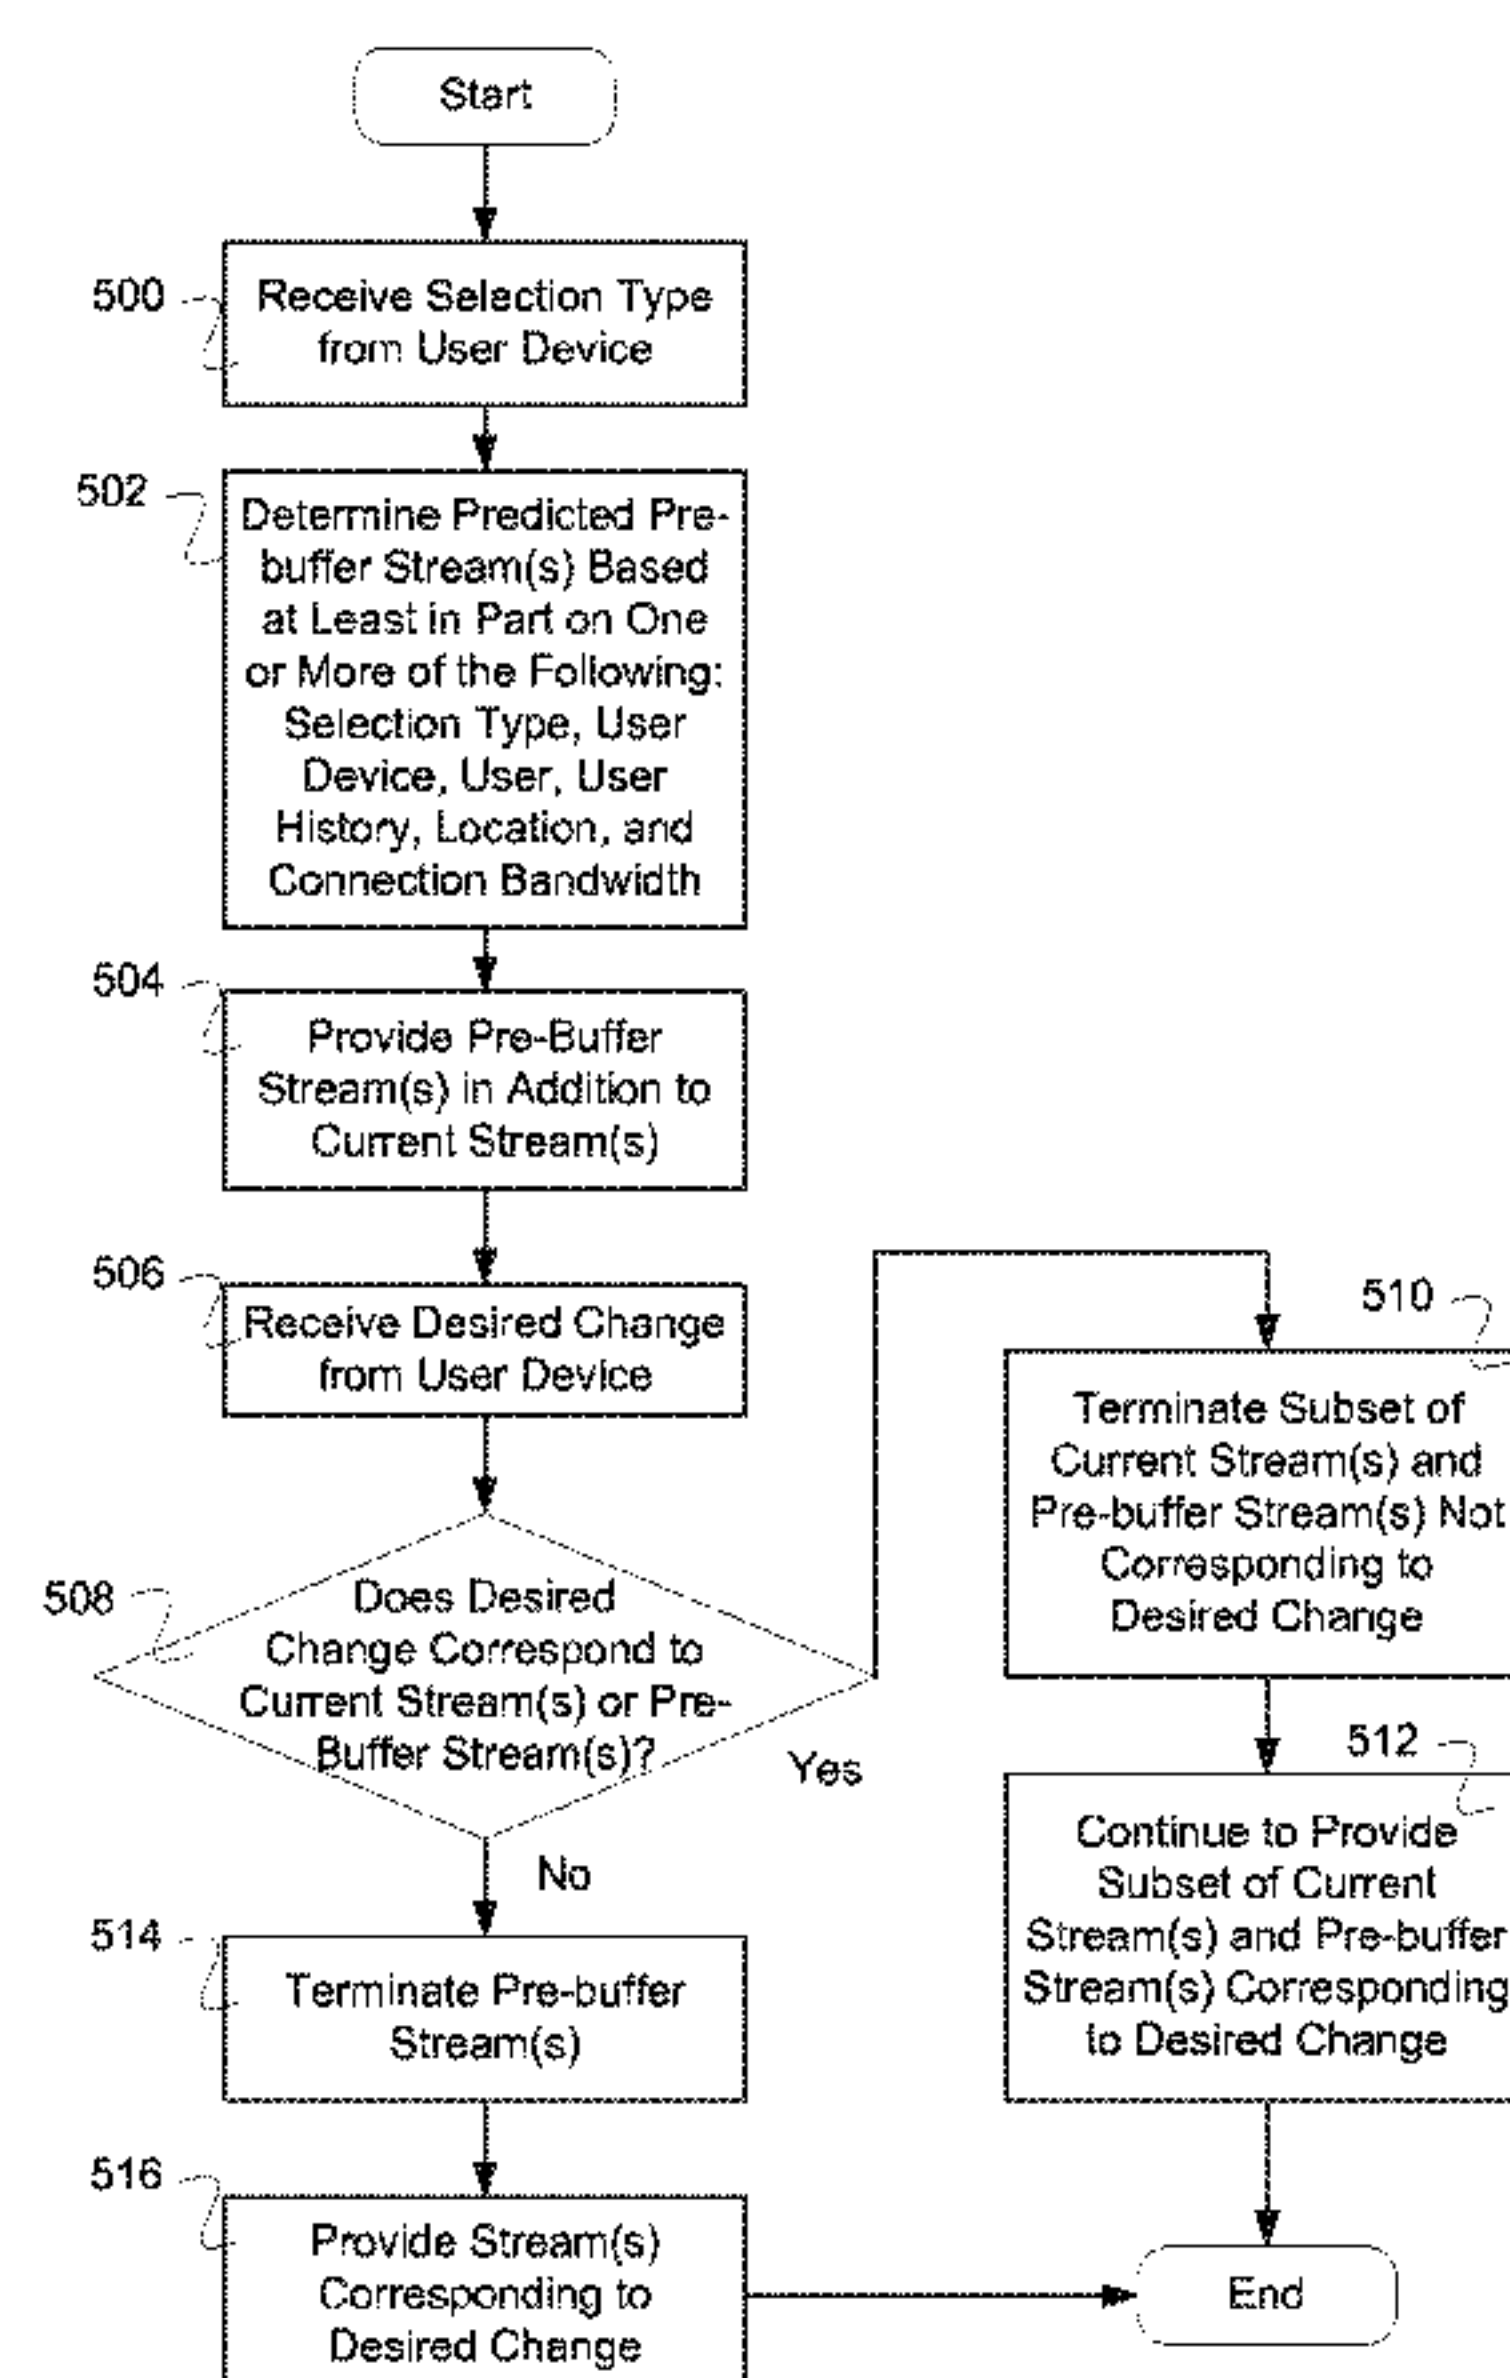 Start
500
Receive Selection Type
from User Device
502
Determine Predicted Pre-
buffer Stream(s) Based
at Least in Part on One
or More of the Following:
Selection Type, User
Device, User, User
History, Location, and
Connection Bandwidth
504
Provide Pre-Buffer
Stream(s) in Addition to
Current Stream(s)
506
Receive Desired Change
from User Device
508
Does Desired
Change Correspond to
Current Stream(s) or Pre-
Buffer Stream(s)?
Yes
No
510
Terminate Subset of
Current Stream(s) and
Pre-buffer Stream(s) Not
Corresponding to
Desired Change
512
Continue to Provide
Subset of Current
Stream(s) and Pre-buffer
Stream(s) Corresponding
to Desired Change
514
Terminate Pre-buffer
Stream(s)
516
Provide Stream(s)
Corresponding to
Desired Change
End